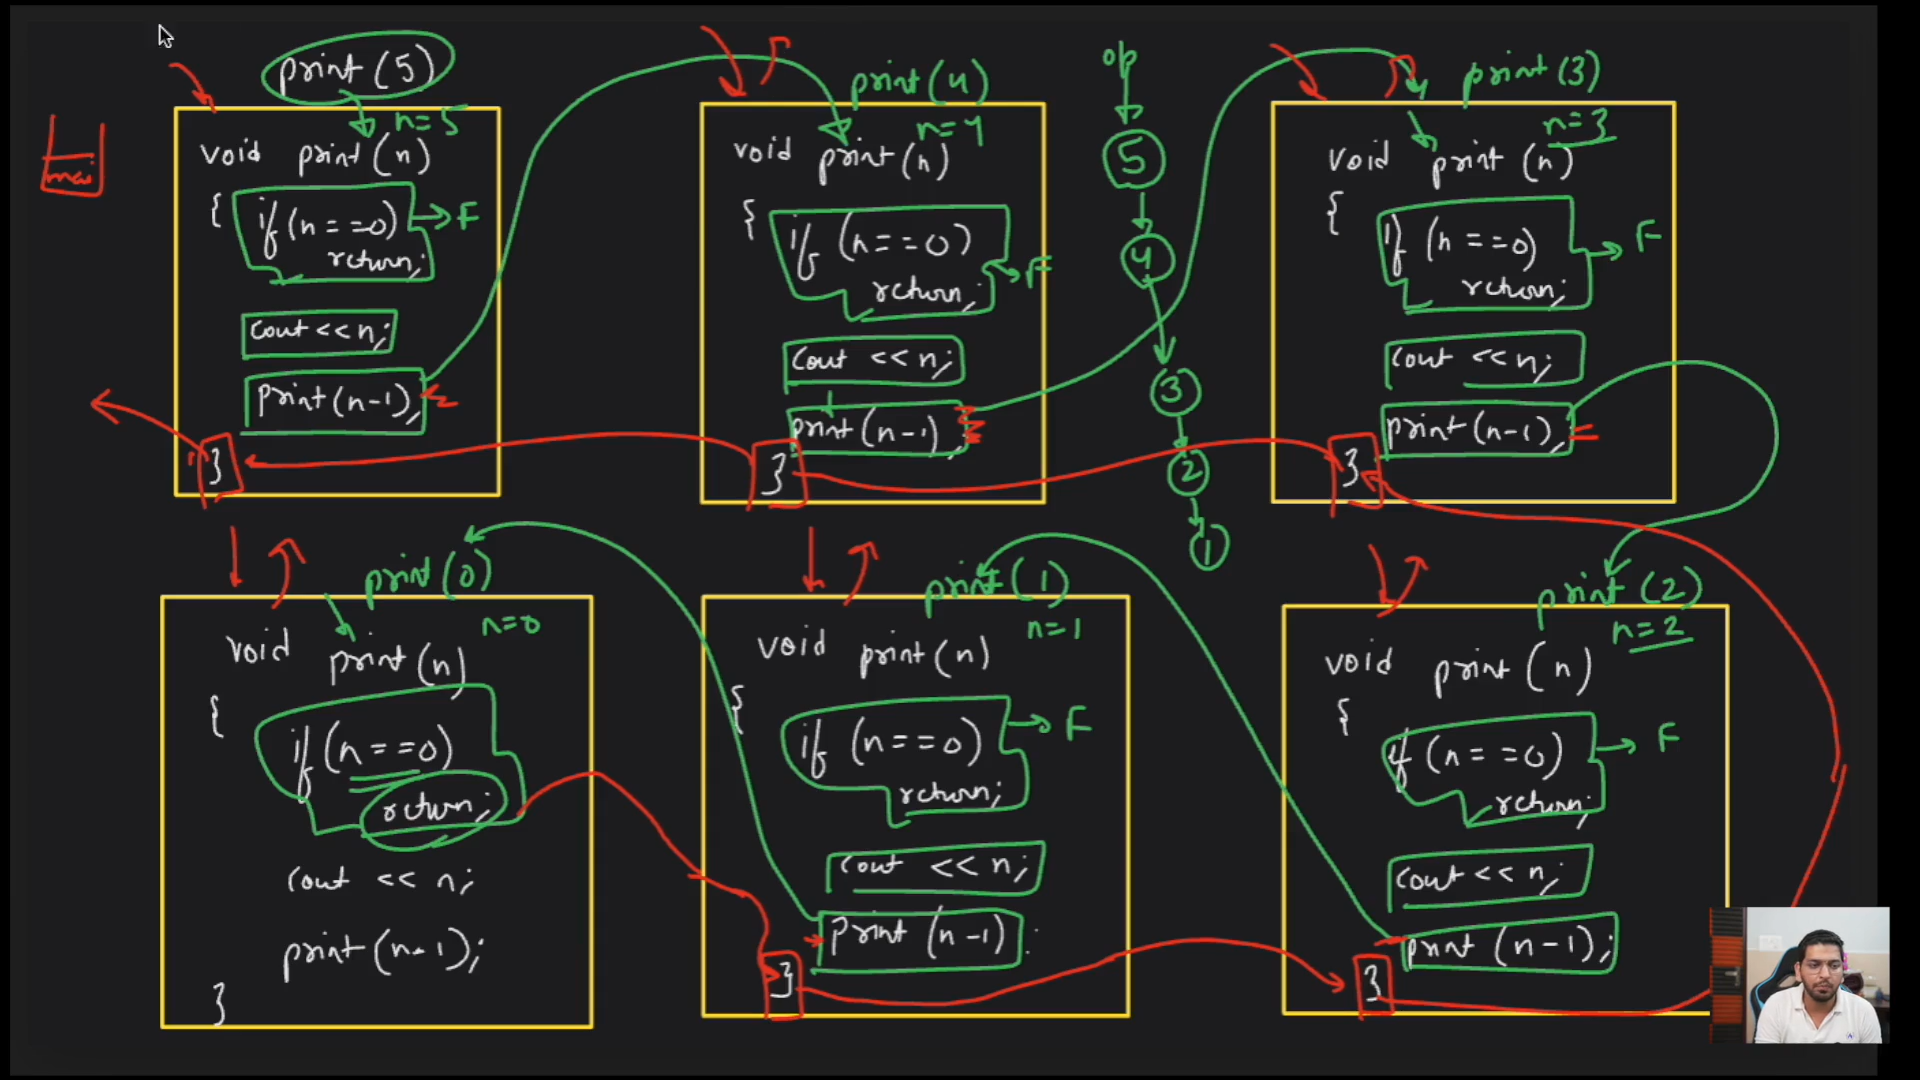 print (5)
n = 5
void print (n)
{ if (n == 0) → F
return;
cout << n;
print (n-1);
}
mai
print (4)
n = 4
void print (n)
{ if (n == 0)
return; → F
cout << n;
print (n-1);
}
o/p
5
4
3
2
1
print (3)
n = 3
void print (n)
{
if (n == 0) → F
return;
cout << n;
print (n-1);
}
print (0)
n=0
void print (n)
{
if (n == 0)
return;
cout << n;
print (n-1);
}
print (1)
n=1
void print (n)
{
if (n == 0) → F
return;
cout << n;
print (n-1)
}
print (2)
n=2
void print (n)
{
if (n == 0) → F
return;
cout << n;
print (n-1);
}